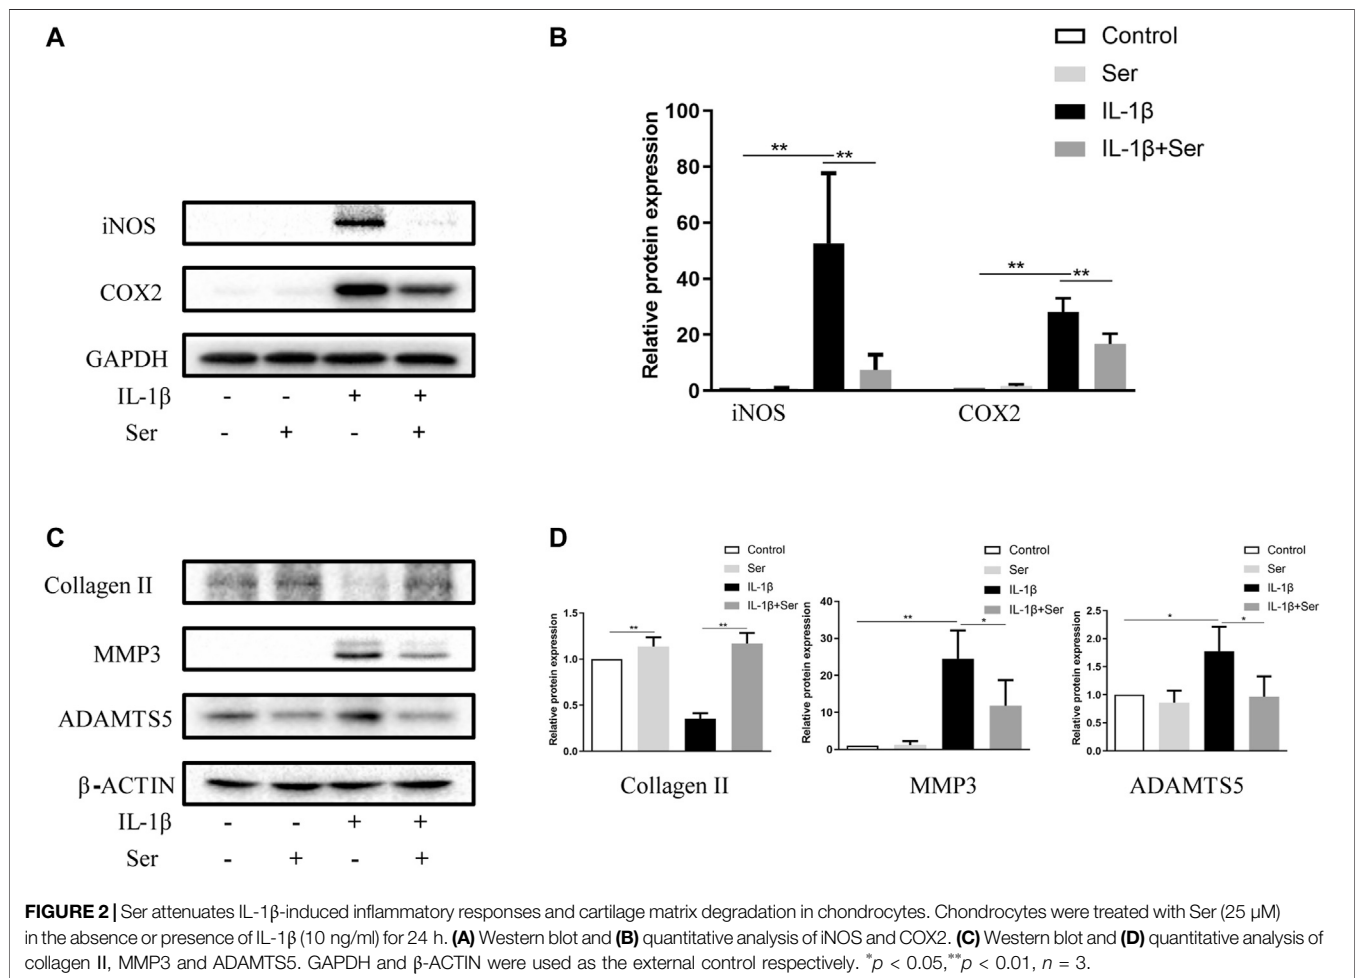 A
iNOS
COX2
GAPDH
IL-1β - - + +
Ser - + - +
B
Control
Ser
IL-1β
IL-1β+Ser
Relative protein expression
100
80
60
40
20
0
** **
** **
iNOS COX2
C
Collagen II
MMP3
ADAMTS5
β-ACTIN
IL-1β - - + +
Ser - + - +
D
Control
Ser
IL-1β
IL-1β+Ser
Relative protein expression
1.5
1.0
0.5
0.0
** **
Collagen II
Control
Ser
IL-1β
IL-1β+Ser
Relative protein expression
40
30
20
10
0
** *
MMP3
Control
Ser
IL-1β
IL-1β+Ser
Relative protein expression
2.5
2.0
1.5
1.0
0.5
0.0
* *
ADAMTS5
FIGURE 2 | Ser attenuates IL-1β-induced inflammatory responses and cartilage matrix degradation in chondrocytes. Chondrocytes were treated with Ser (25 μM)
in the absence or presence of IL-1β (10 ng/ml) for 24 h. (A) Western blot and (B) quantitative analysis of iNOS and COX2. (C) Western blot and (D) quantitative analysis of
collagen II, MMP3 and ADAMTS5. GAPDH and β-ACTIN were used as the external control respectively. *p < 0.05,**p < 0.01, n = 3.